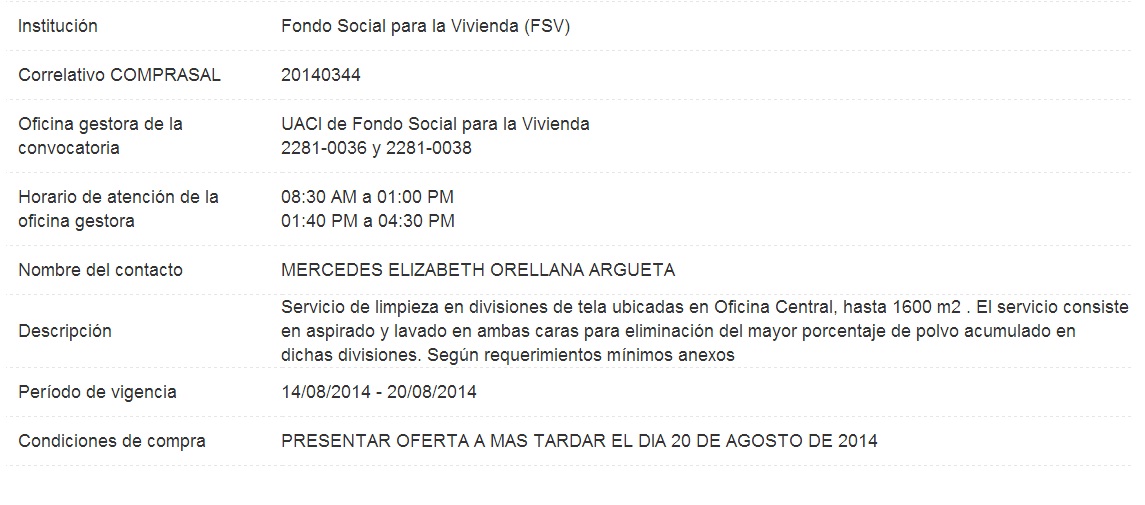 Institución
Fondo Social para la Vivienda (FSV)
Correlativo COMPRASAL
20140344
Oficina gestora de la
convocatoria
UACI de Fondo Social para la Vivienda
2281-0036 y 2281-0038
Horario de atención de la
oficina gestora
08:30 AM a 01:00 PM
01:40 PM a 04:30 PM
Nombre del contacto
MERCEDES ELIZABETH ORELLANA ARGUETA
Descripción
Servicio de limpieza en divisiones de tela ubicadas en Oficina Central, hasta 1600 m2 . El servicio consiste
en aspirado y lavado en ambas caras para eliminación del mayor porcentaje de polvo acumulado en
dichas divisiones. Según requerimientos mínimos anexos
Período de vigencia
14/08/2014 - 20/08/2014
Condiciones de compra
PRESENTAR OFERTA A MAS TARDAR EL DIA 20 DE AGOSTO DE 2014